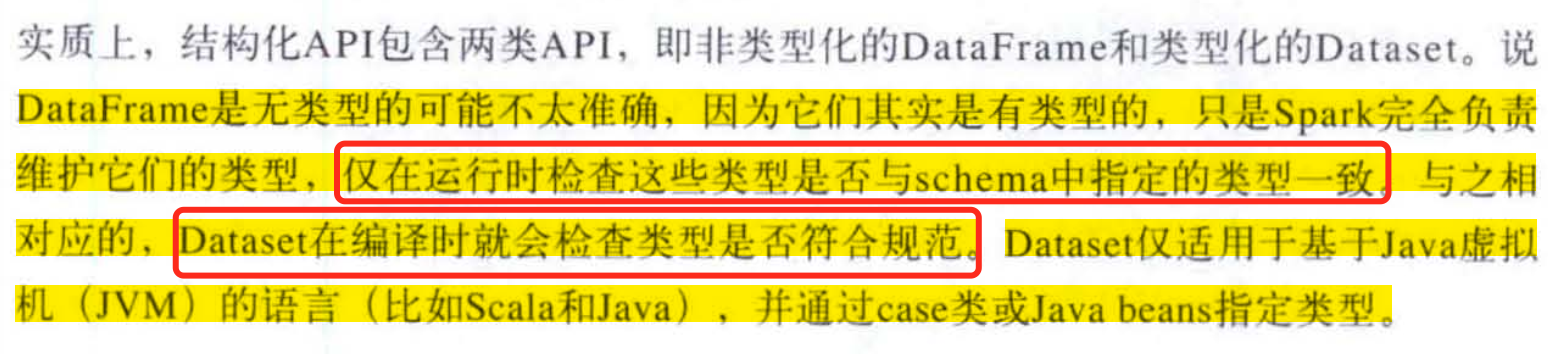 实质上，结构化API包含两类API，即非类型化的DataFrame和类型化的Dataset。说
DataFrame是无类型的可能不太准确，因为它们其实是有类型的，只是Spark完全负责
维护它们的类型，仅在运行时检查这些类型是否与schema中指定的类型一致。与之相
对应的，Dataset在编译时就会检查类型是否符合规范。Dataset仅适用于基于Java虚拟
机（JVM）的语言（比如Scala和Java），并通过case类或Java beans指定类型。